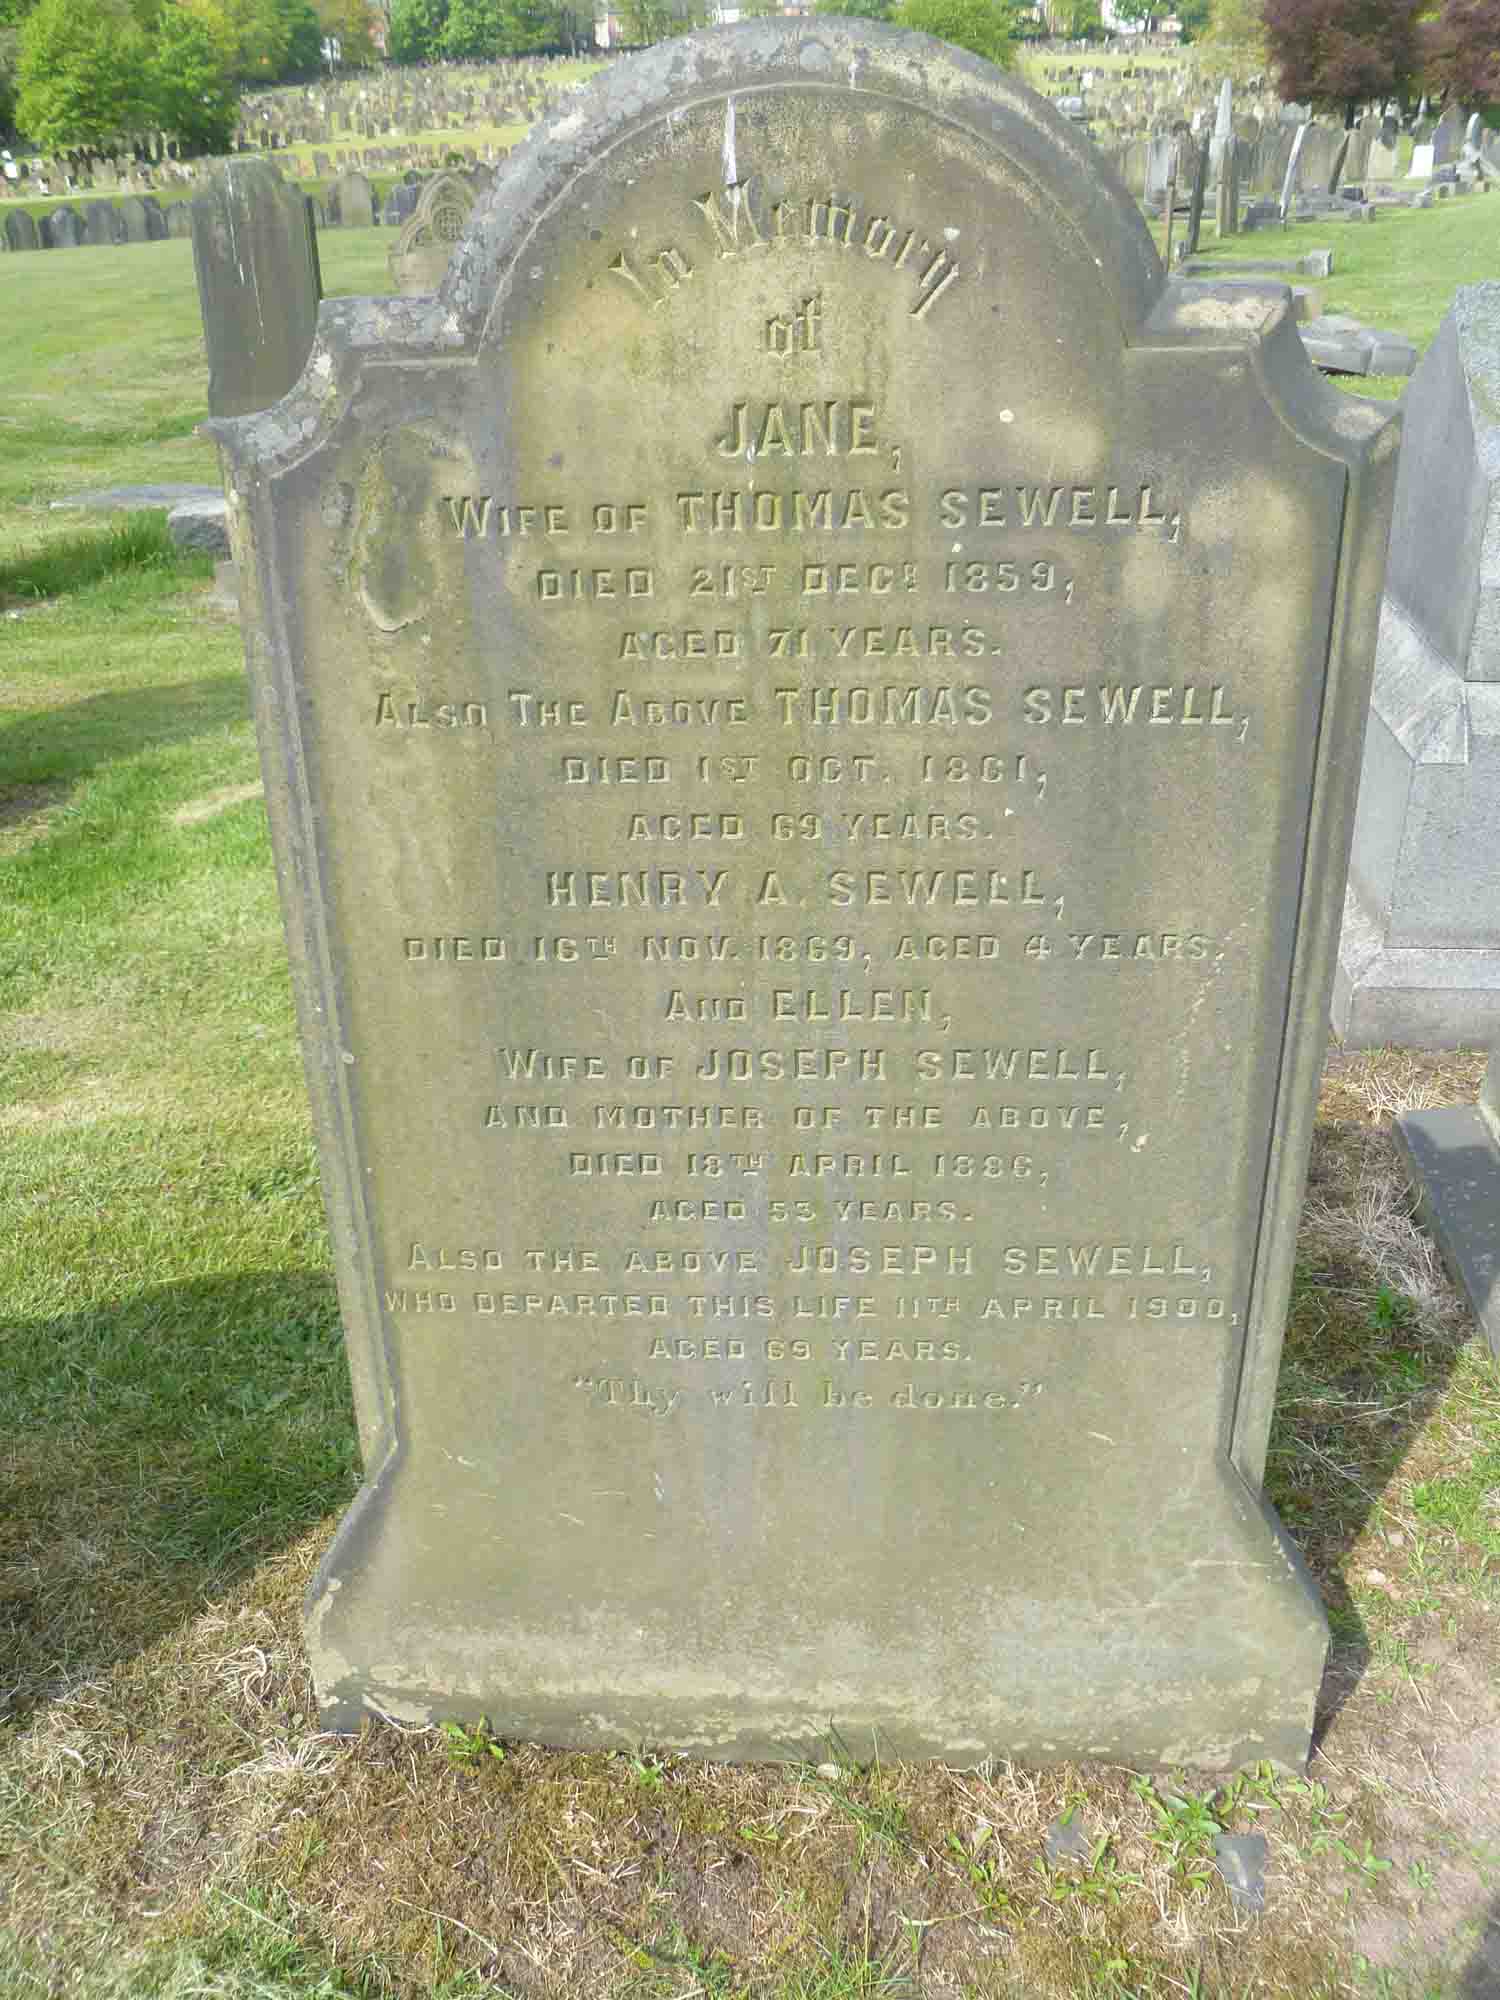 In Memory
of
JANE,
WIFE OF THOMAS SEWELL,
DIED 21ST DECR 1859,
AGED 71 YEARS.
ALSO THE ABOVE THOMAS SEWELL,
DIED 1ST OCT. 1861,
AGED 69 YEARS.
HENRY A. SEWELL,
DIED 16TH NOV. 1869, AGED 4 YEARS.
AND ELLEN,
WIFE OF JOSEPH SEWELL,
AND MOTHER OF THE ABOVE,
DIED 18TH APRIL 1886,
AGED 53 YEARS.
ALSO THE ABOVE JOSEPH SEWELL,
WHO DEPARTED THIS LIFE 11TH APRIL 1900,
AGED 69 YEARS.
"Thy will be done."